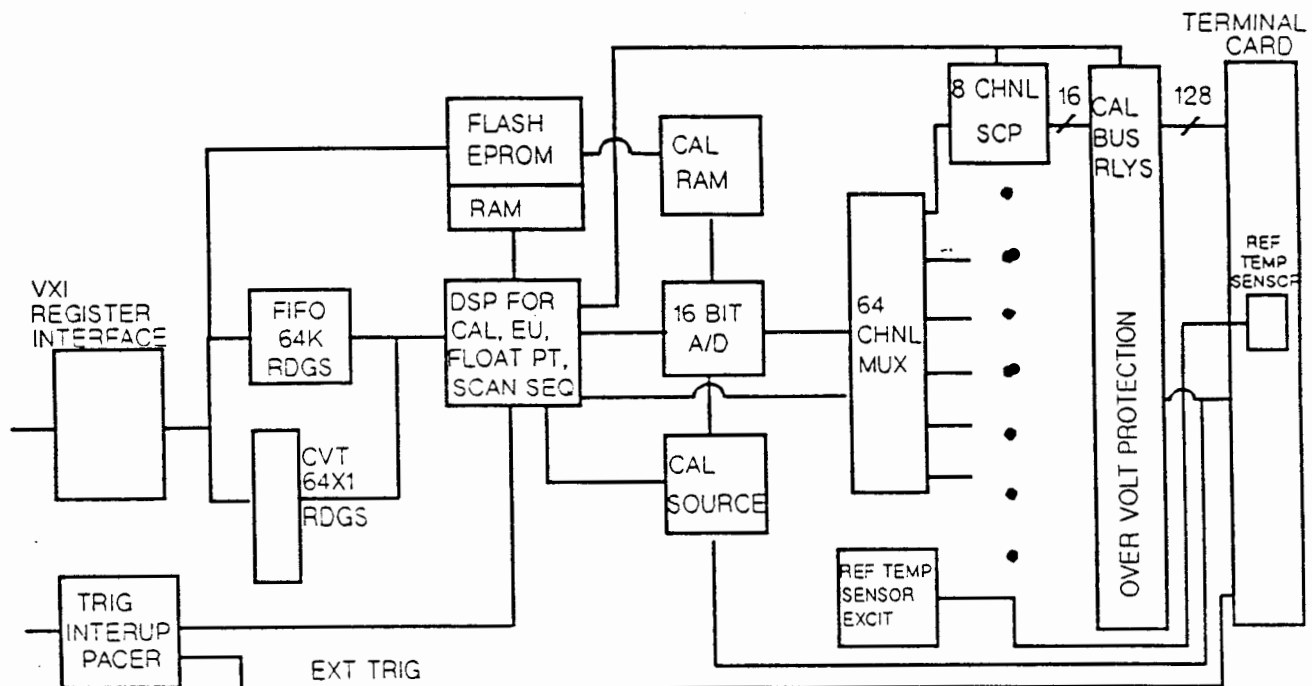 TERMINAL
CARD
8 CHNL
SCP
16
CAL
BUS
RLYS
128
OVER VOLT PROTECTION
FLASH
EPROM
RAM
CAL
RAM
REF
TEMP
SENSCR
VXI
REGISTER
INTERFACE
FIFO
64K
RDGS
DSP FOR
CAL, EU,
FLOAT PT,
SCAN SEQ
16 BIT
A/D
64
CHNL
MUX
CVT
64X1
RDGS
CAL
SOURCE
REF TEMP
SENSOR
EXCIT
TRIG
INTERUP
PACER
EXT TRIG